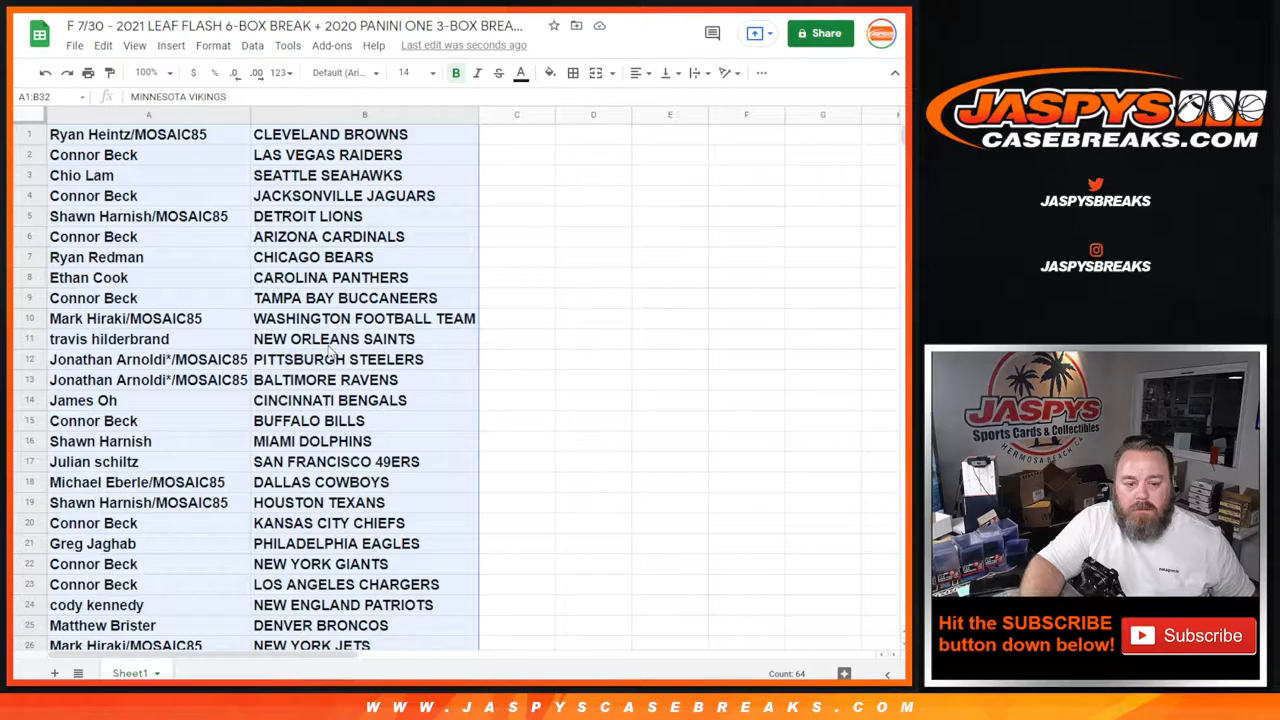 F 7/30 - 2021 LEAF FLASH 6-BOX BREAK + 2020 PANINI ONE 3-BOX BREA...
File Edit View Insert Format Data Tools Add-ons Help Last edit was seconds ago
Share
100% $ % .0 .00 123 Default (Ari... 14 B I S A
A1:B32 fx MINNESOTA VIKINGS
A B C D E F G H
1 Ryan Heintz/MOSAIC85 CLEVELAND BROWNS
2 Connor Beck LAS VEGAS RAIDERS
3 Chio Lam SEATTLE SEAHAWKS
4 Connor Beck JACKSONVILLE JAGUARS
5 Shawn Harnish/MOSAIC85 DETROIT LIONS
6 Connor Beck ARIZONA CARDINALS
7 Ryan Redman CHICAGO BEARS
8 Ethan Cook CAROLINA PANTHERS
9 Connor Beck TAMPA BAY BUCCANEERS
10 Mark Hiraki/MOSAIC85 WASHINGTON FOOTBALL TEAM
11 travis hilderbrand NEW ORLEANS SAINTS
12 Jonathan Arnoldi*/MOSAIC85 PITTSBURGH STEELERS
13 Jonathan Arnoldi*/MOSAIC85 BALTIMORE RAVENS
14 James Oh CINCINNATI BENGALS
15 Connor Beck BUFFALO BILLS
16 Shawn Harnish MIAMI DOLPHINS
17 Julian schiltz SAN FRANCISCO 49ERS
18 Michael Eberle/MOSAIC85 DALLAS COWBOYS
19 Shawn Harnish/MOSAIC85 HOUSTON TEXANS
20 Connor Beck KANSAS CITY CHIEFS
21 Greg Jaghab PHILADELPHIA EAGLES
22 Connor Beck NEW YORK GIANTS
23 Connor Beck LOS ANGELES CHARGERS
24 cody kennedy NEW ENGLAND PATRIOTS
25 Matthew Brister DENVER BRONCOS
26 Mark Hiraki/MOSAIC85 NEW YORK JETS
Sheet1
Count: 64
JASPYS
CASEBREAKS.COM
JASPYSBREAKS
JASPYSBREAKS
JASPYS
Sports Cards & Collectibles
HERMOSA BEACH CA
Hit the SUBSCRIBE
button down below!
Subscribe
WWW.JASPYSCASEBREAKS.COM